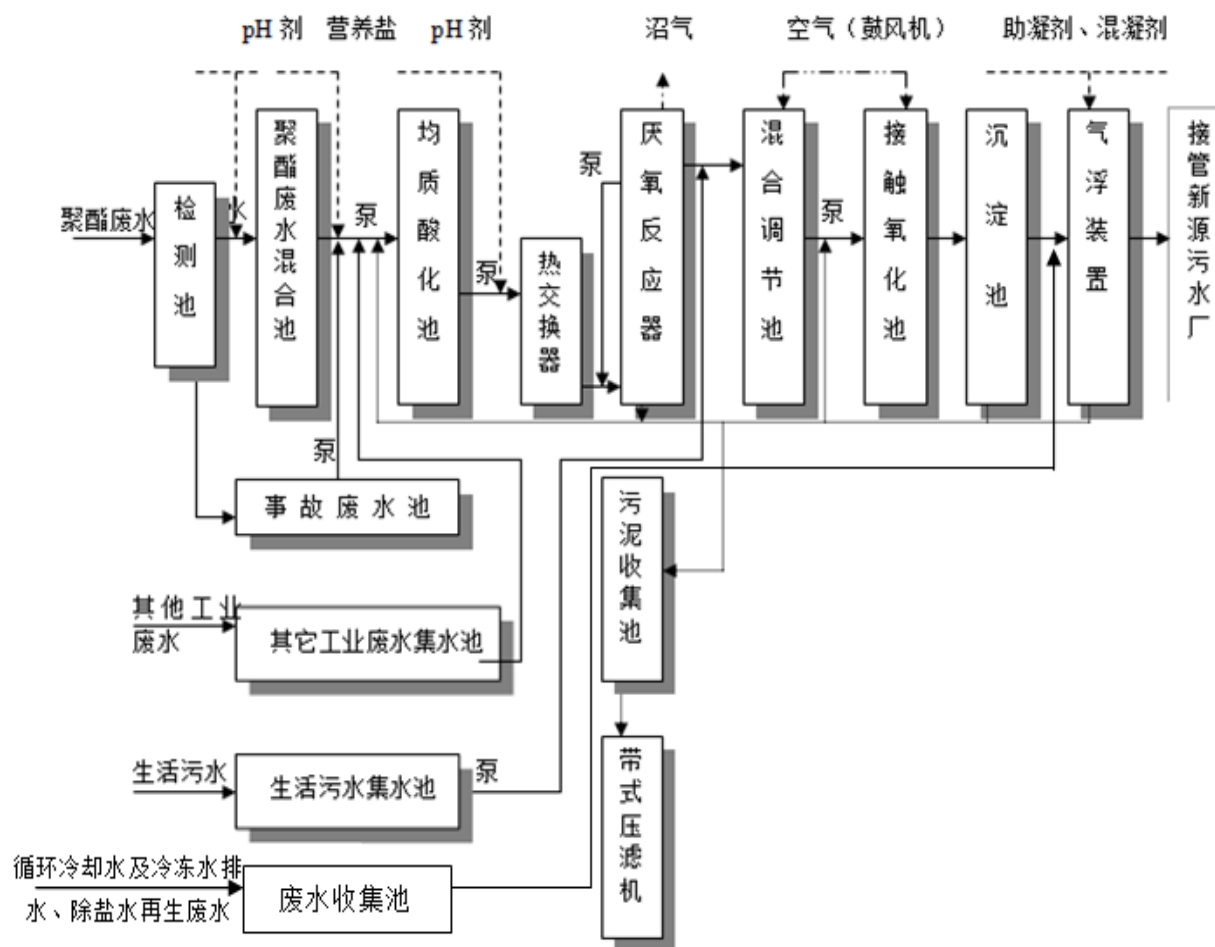 pH 剂 营养盐 pH 剂 沼气 空气（鼓风机） 助凝剂、混凝剂
聚酯废水
检测池
水
聚酯废水混合池
泵
均质酸化池
泵
热交换器
泵
厌氧反应器
混合调节池
泵
接触氧化池
沉淀池
气浮装置
接管新源污水厂
泵
事故废水池
其他工业
废水
其它工业废水集水池
生活污水
生活污水集水池
泵
循环冷却水及冷冻水排
水、除盐水再生废水
废水收集池
污泥收集池
带式压滤机